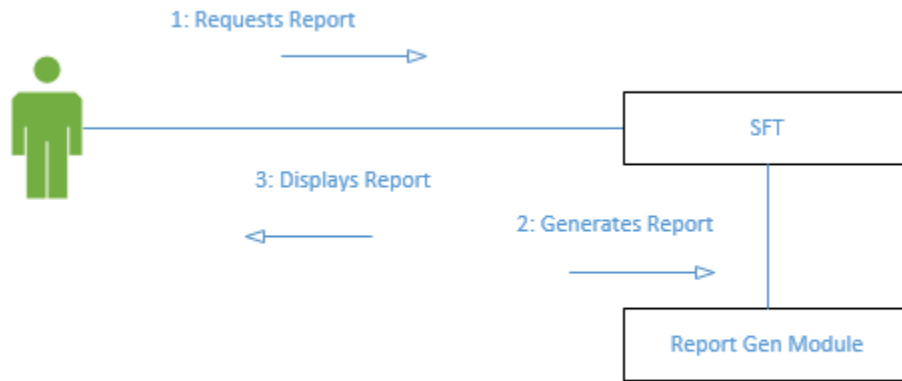 1: Requests Report
SFT
3: Displays Report
2: Generates Report
Report Gen Module